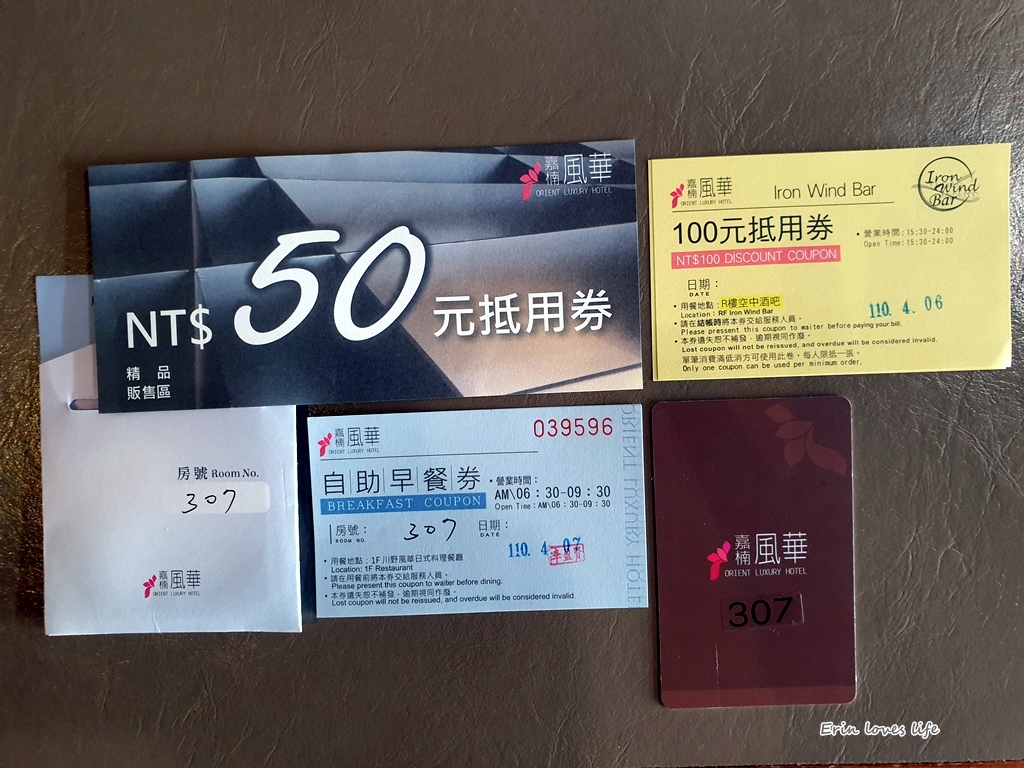 嘉楠風華
ORIENT LUXURY HOTEL
NT$ 50 元抵用券
精 品
販售區
嘉楠風華
ORIENT LUXURY HOTEL
Iron Wind Bar
Iron Wind Bar
100元抵用券
NT$100 DISCOUNT COUPON
•營業時間:15:30-24:00
Open Time:15:30-24:00
日期:
DATE
110. 4. 06
•用餐地點:R樓空中酒吧
Location: RF Iron Wind Bar
•請在結帳時將本券交給服務人員。
Please pressent this coupon to waiter before paying your bill.
•本券遺失恕不補發,逾期視同作廢。
Lost coupon will not be reissued, and overdue will be considered invalid.
單筆消費滿低消方可使用此卷,每人限抵一張。
Only one coupon can be used per minimum order.
房號 Room No.
307
嘉楠風華
ORIENT LUXURY HOTEL
嘉楠風華
ORIENT LUXURY HOTEL
039596
自助早餐券
BREAKFAST COUPON
•營業時間:
AM\06:30-09:30
Open Time:AM\06:30-09:30
房號:
ROOM NO.
307
日期:
DATE
110. 4. 07
•用餐地點:1F 川野風華日式料理餐廳
Location: 1F Restaurant
•請在用餐前將本券交給服務人員。
Please present this coupon to waiter before dining.
•本券遺失恕不補發,逾期視同作廢。
Lost coupon will not be reissued, and overdue will be considered invalid.
ORIENT LUXURY HOTEL
嘉楠風華
ORIENT LUXURY HOTEL
307
Erin loves life